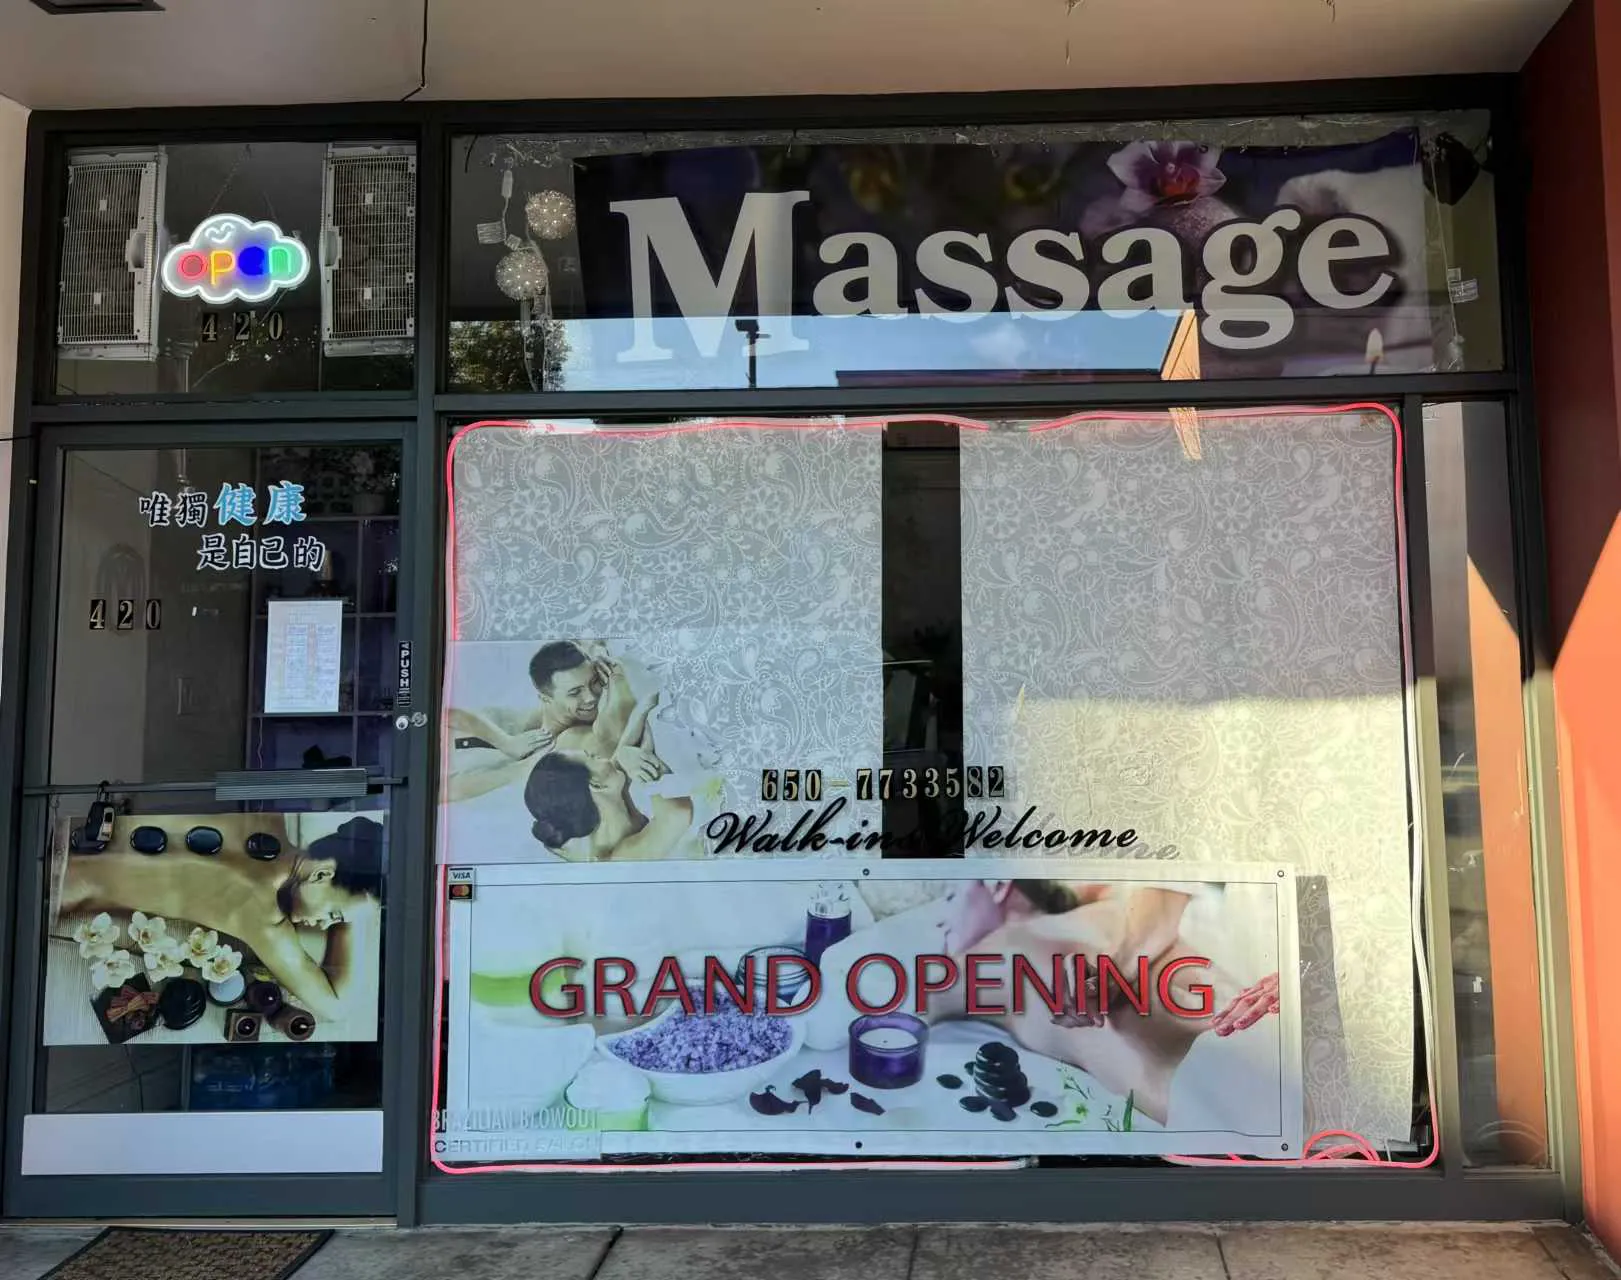 Massage
open
420
唯獨健康
是自己的
420
PUSH
650-7733582
Walk-ins Welcome
VISA
GRAND OPENING
BRAZILIAN BLOWOUT
CERTIFIED SALON